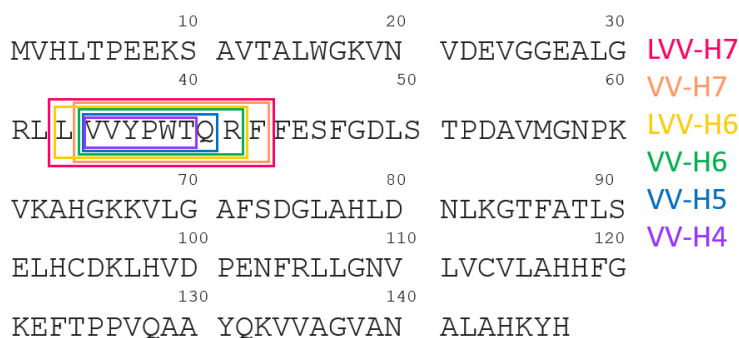 10 20 30
MVHLTPEEKS AVTALWGKVN VDEVGGEALG
40 50 60
RLLVVYPWTQ RFFESFGDLS TPDAVMGNPK
70 80 90
VKAHGKKVLG AFSDGLAHLD NLKGTFATLS
100 110 120
ELHCDKLHVD PENFRLLGNV LVCVLAHHFG
130 140
KEFTPPVQAA YQKVVAGVAN ALAHKYH
LVV-H7
VV-H7
LVV-H6
VV-H6
VV-H5
VV-H4